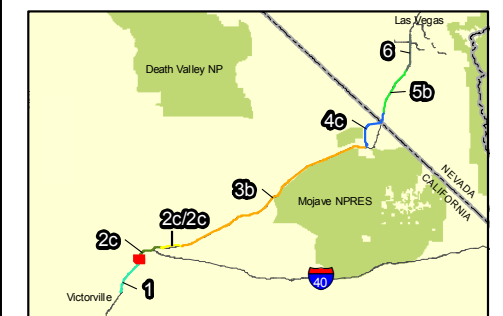 Las Vegas
6
Death Valley NP
5b
4c
3b
Mojave NPRES
NEVADA
CALIFORNIA
2c/2c
2c
40
1
Victorville